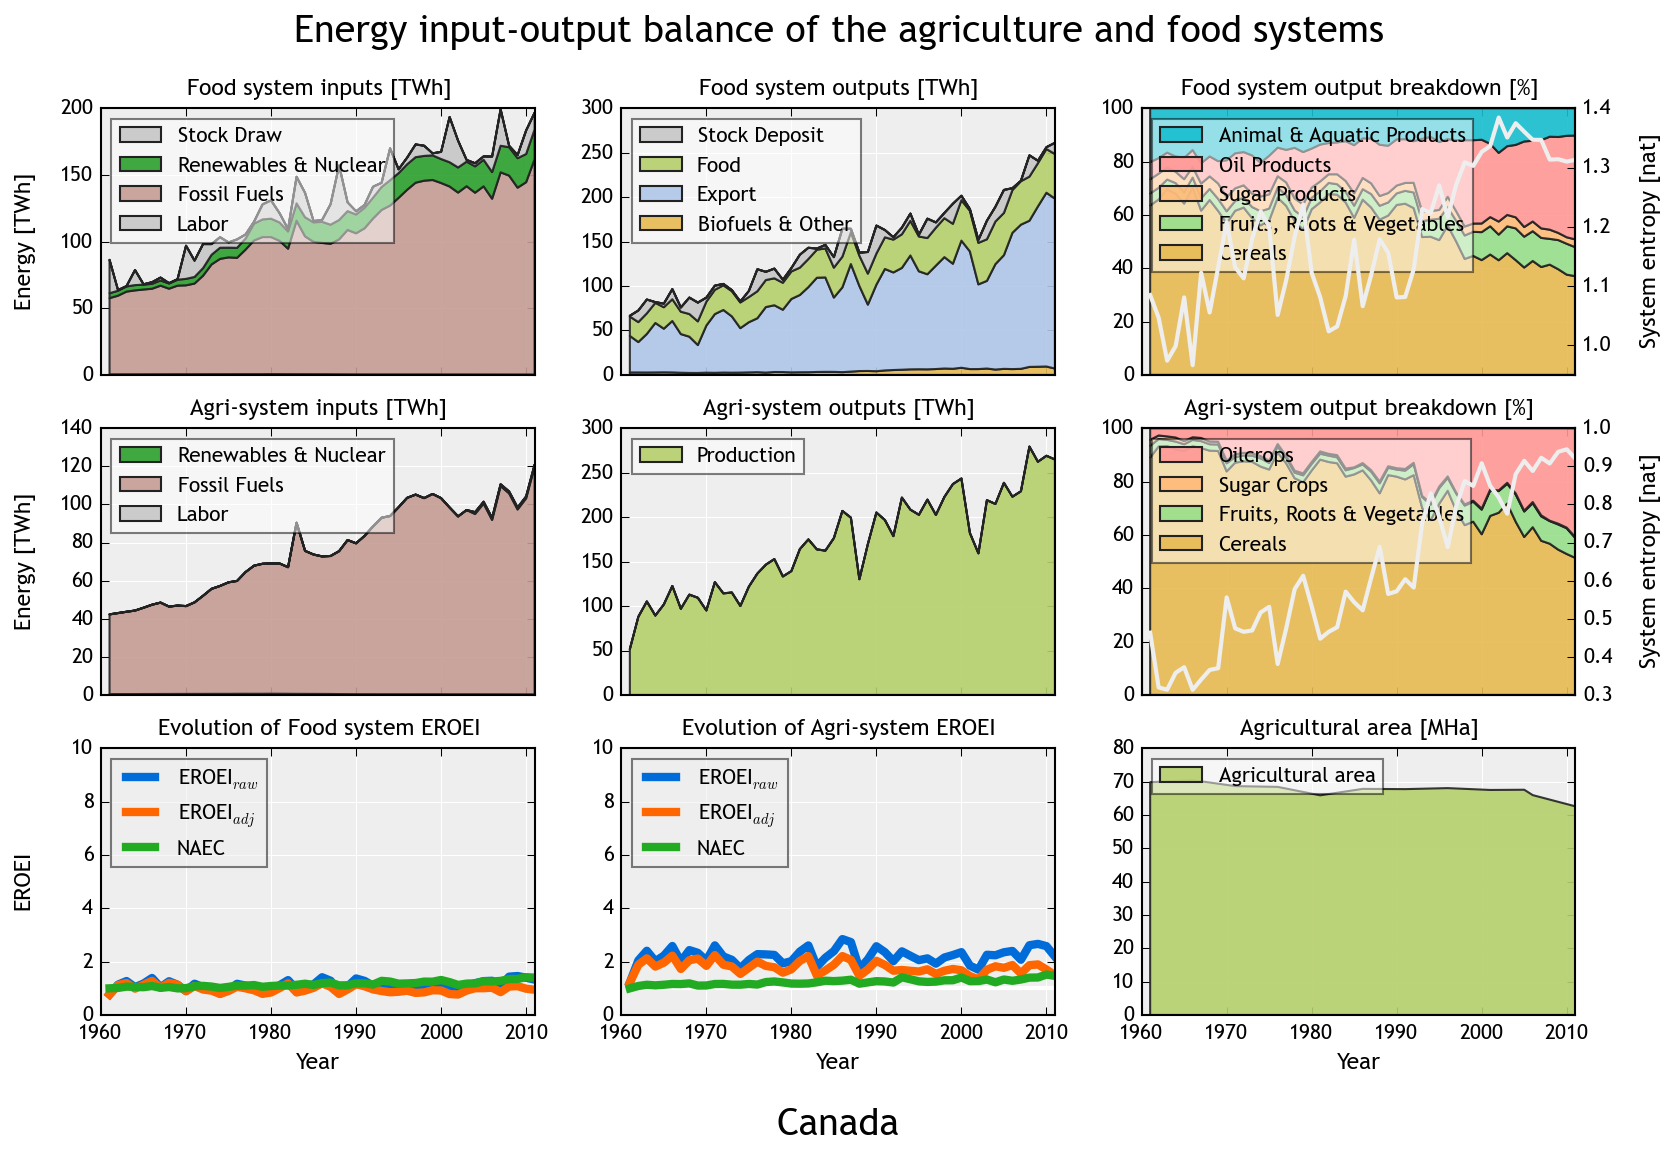 Energy input-output balance of the agriculture and food systems
Food system inputs [TWh]
Food system outputs [TWh]
Food system output breakdown [%]
Energy [TWh]
200
150
100
50
0
Stock Draw
Renewables & Nuclear
Fossil Fuels
Labor
300
250
200
150
100
50
0
Stock Deposit
Food
Export
Biofuels & Other
100
80
60
40
20
0
Animal & Aquatic Products
Oil Products
Sugar Products
Fruits, Roots & Vegetables
Cereals
1.4
1.3
1.2
1.1
1.0
System entropy [nat]
Agri-system inputs [TWh]
Agri-system outputs [TWh]
Agri-system output breakdown [%]
Energy [TWh]
140
120
100
80
60
40
20
0
Renewables & Nuclear
Fossil Fuels
Labor
300
250
200
150
100
50
0
Production
100
80
60
40
20
0
Oilcrops
Sugar Crops
Fruits, Roots & Vegetables
Cereals
1.0
0.9
0.8
0.7
0.6
0.5
0.4
0.3
System entropy [nat]
Evolution of Food system EROEI
Evolution of Agri-system EROEI
Agricultural area [MHa]
EROEI
10
8
6
4
2
0
EROEI raw
EROEI adj
NAEC
1960 1970 1980 1990 2000 2010
Year
10
8
6
4
2
0
EROEI raw
EROEI adj
NAEC
1960 1970 1980 1990 2000 2010
Year
80
70
60
50
40
30
20
10
0
Agricultural area
1960 1970 1980 1990 2000 2010
Year
Canada